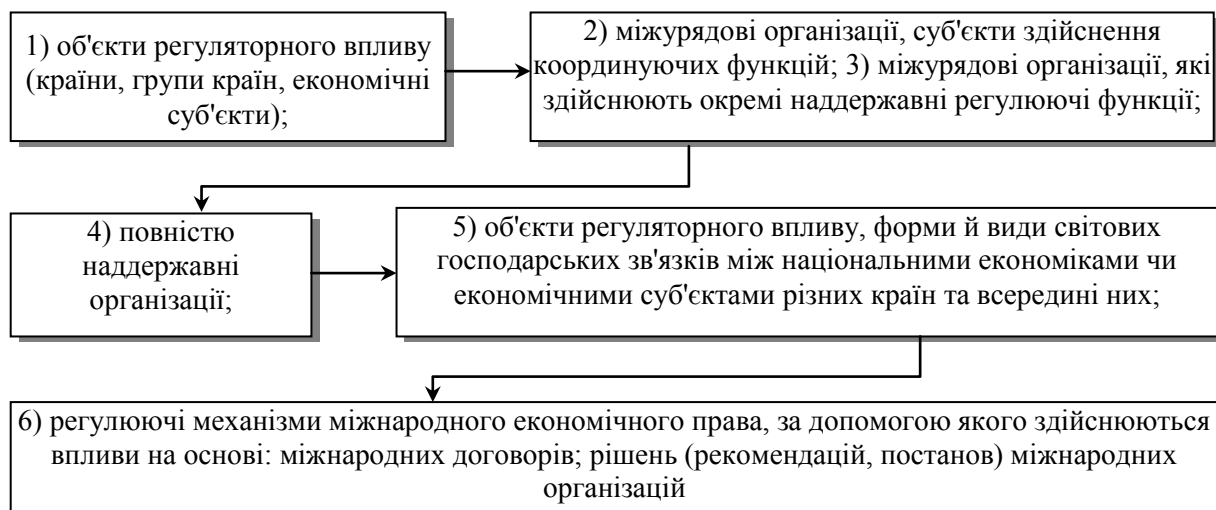 1) об'єкти регуляторного впливу
(країни, групи країн, економічні
суб'єкти);
2) міжурядові організації, суб'єкти здійснення
координуючих функцій; 3) міжурядові організації, які
здійснюють окремі наддержавні регулюючі функції;
4) повністю
наддержавні
організації;
5) об'єкти регуляторного впливу, форми й види світових
господарських зв'язків між національними економіками чи
економічними суб'єктами різних країн та всередині них;
6) регулюючі механізми міжнародного економічного права, за допомогою якого здійснюються
впливи на основі: міжнародних договорів; рішень (рекомендацій, постанов) міжнародних
організацій